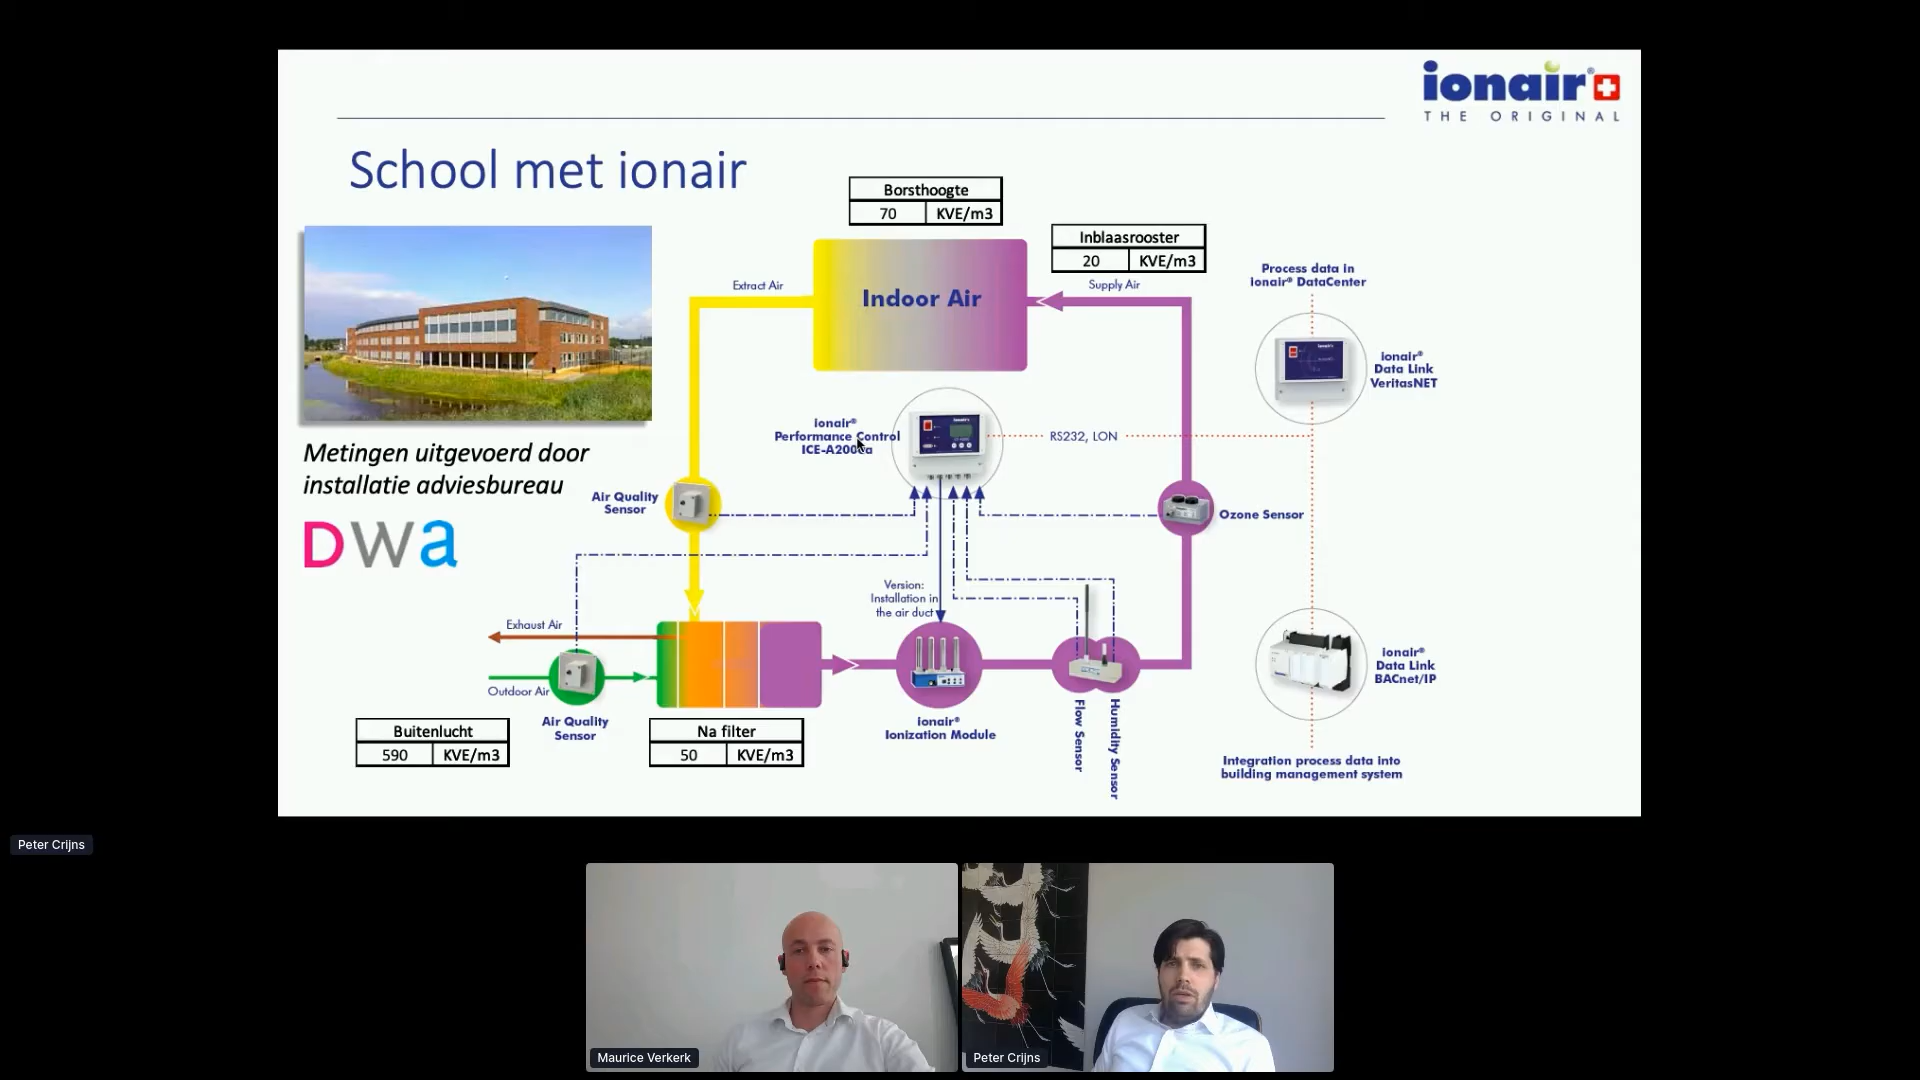 ionair®
THE ORIGINAL
School met ionair
Borsthoogte
70 KVE/m3
Inblaasrooster
20 KVE/m3
Extract Air
Indoor Air
Supply Air
Process data in
ionair® DataCenter
ionair®
Data Link
VeritasNET
ionair®
Performance Control
RS232, LON
Metingen uitgevoerd door
installatie adviesbureau
DWa
Air Quality
Sensor
Ozone Sensor
Version:
Installation in
the air duct
Exhaust Air
Outdoor Air
Air Quality
Sensor
ionair®
Ionization Module
Flow Sensor
Humidity Sensor
ionair®
Data Link
BACnet/IP
Buitenlucht
590 KVE/m3
Na filter
50 KVE/m3
Integration process data into
building management system
Peter Crijns
Maurice Verkerk
Peter Crijns